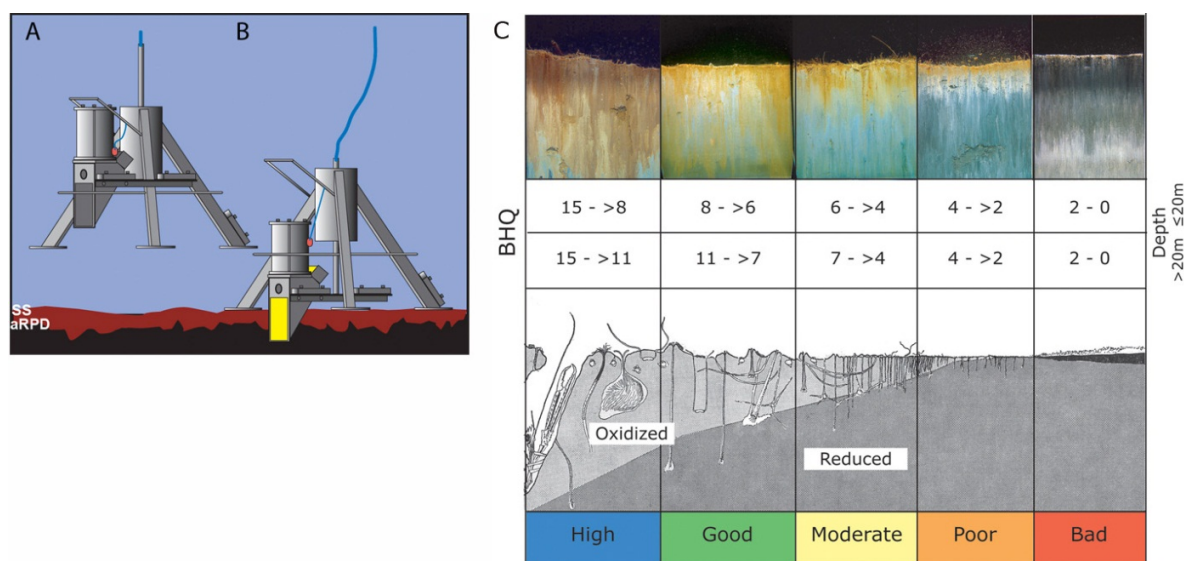 A
B
SS
aRPD
C
BHQ
15 - >8
8 - >6
6 - >4
4 - >2
2 - 0
15 - >11
11 - >7
7 - >4
4 - >2
2 - 0
Depth
>20m ≤20m
Oxidized
Reduced
High
Good
Moderate
Poor
Bad